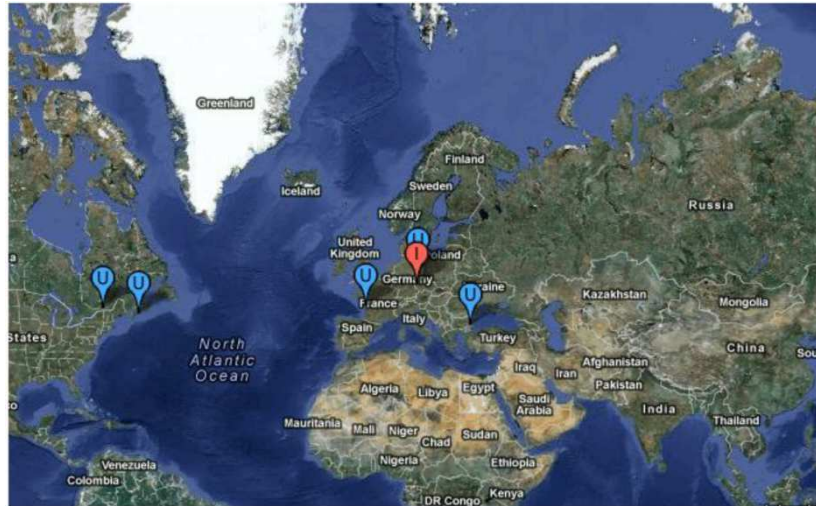 Greenland
Iceland
Finland
Sweden
Norway
Russia
United
Kingdom
U
oland
I
Germany
U
U
U
France
U
raine
Kazakhstan
Mongolia
States
Spain
Italy
Turkey
China
North
Atlantic
Ocean
Iraq
Iran
Afghanistan
Pakistan
Sou
Algeria
Libya
Egypt
Saudi
Arabia
India
Thailand
Mauritania
Mali
Niger
Chad
Sudan
Nigeria
Ethiopia
Venezuela
Colombia
DR Congo
Kenya